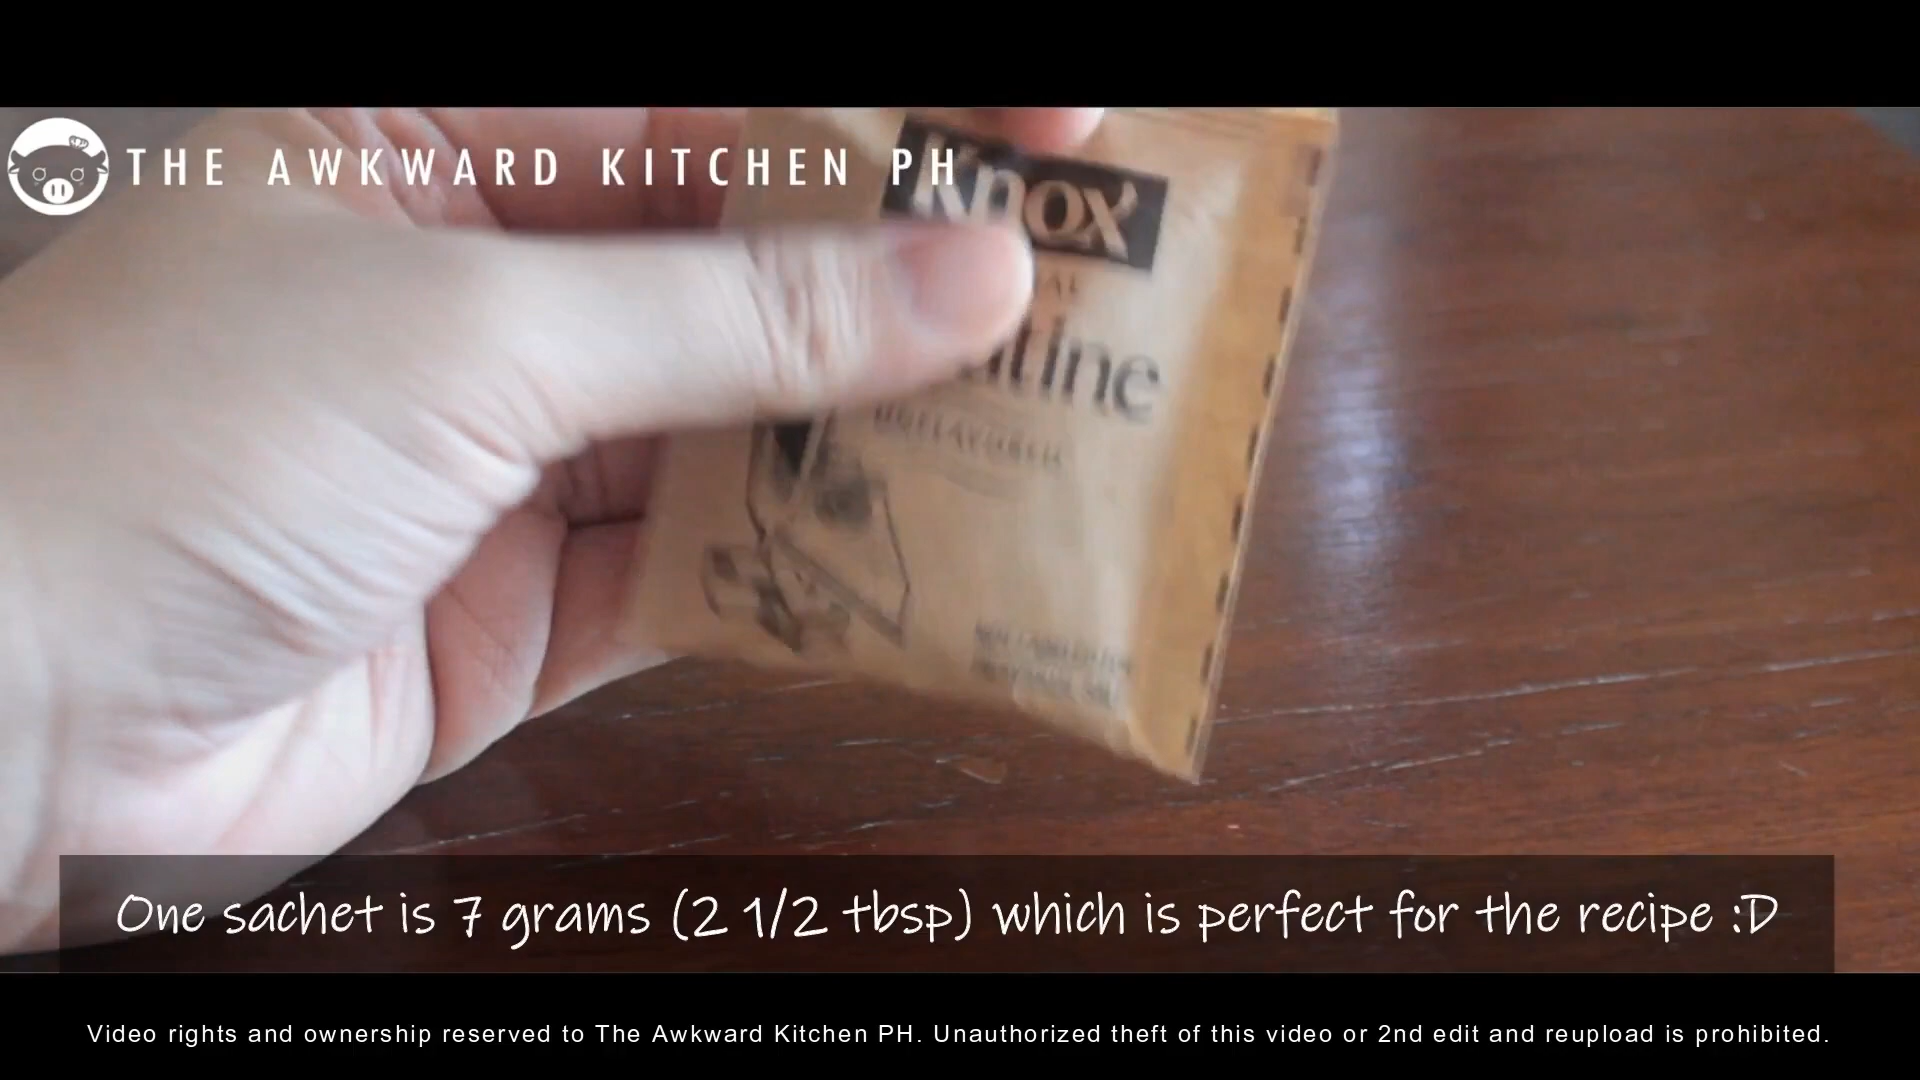 THE AWKWARD KITCHEN PH
Knox
UNFLAVORED
One sachet is 7 grams (2 1/2 tbsp) which is perfect for the recipe :D
Video rights and ownership reserved to The Awkward Kitchen PH. Unauthorized theft of this video or 2nd edit and reupload is prohibited.